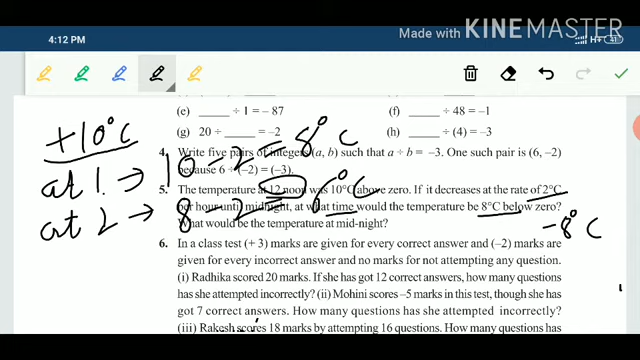 Made with KINEMASTER
4:12 PM
H+ 41
(e) _____ ÷ 1 = – 87
(f) _____ ÷ 48 = –1
(g) 20 ÷ _____ = –2
(h) _____ ÷ (4) = –3
+10°C
4. Write five pairs of integers (a, b) such that a ÷ b = –3. One such pair is (6, –2)
because 6 ÷ (–2) = (–3).
at 1 → 10 - 2 = 8°C
5. The temperature at 12 noon was 10°C above zero. If it decreases at the rate of 2°C
per hour until midnight, at what time would the temperature be 8°C below zero?
What would be the temperature at mid-night?
at 2 → 8 - 2 = 6°C
-8°C
6. In a class test (+ 3) marks are given for every correct answer and (–2) marks are
given for every incorrect answer and no marks for not attempting any question.
(i) Radhika scored 20 marks. If she has got 12 correct answers, how many questions
has she attempted incorrectly? (ii) Mohini scores –5 marks in this test, though she has
got 7 correct answers. How many questions has she attempted incorrectly?
(iii) Rakesh scores 18 marks by attempting 16 questions. How many questions has